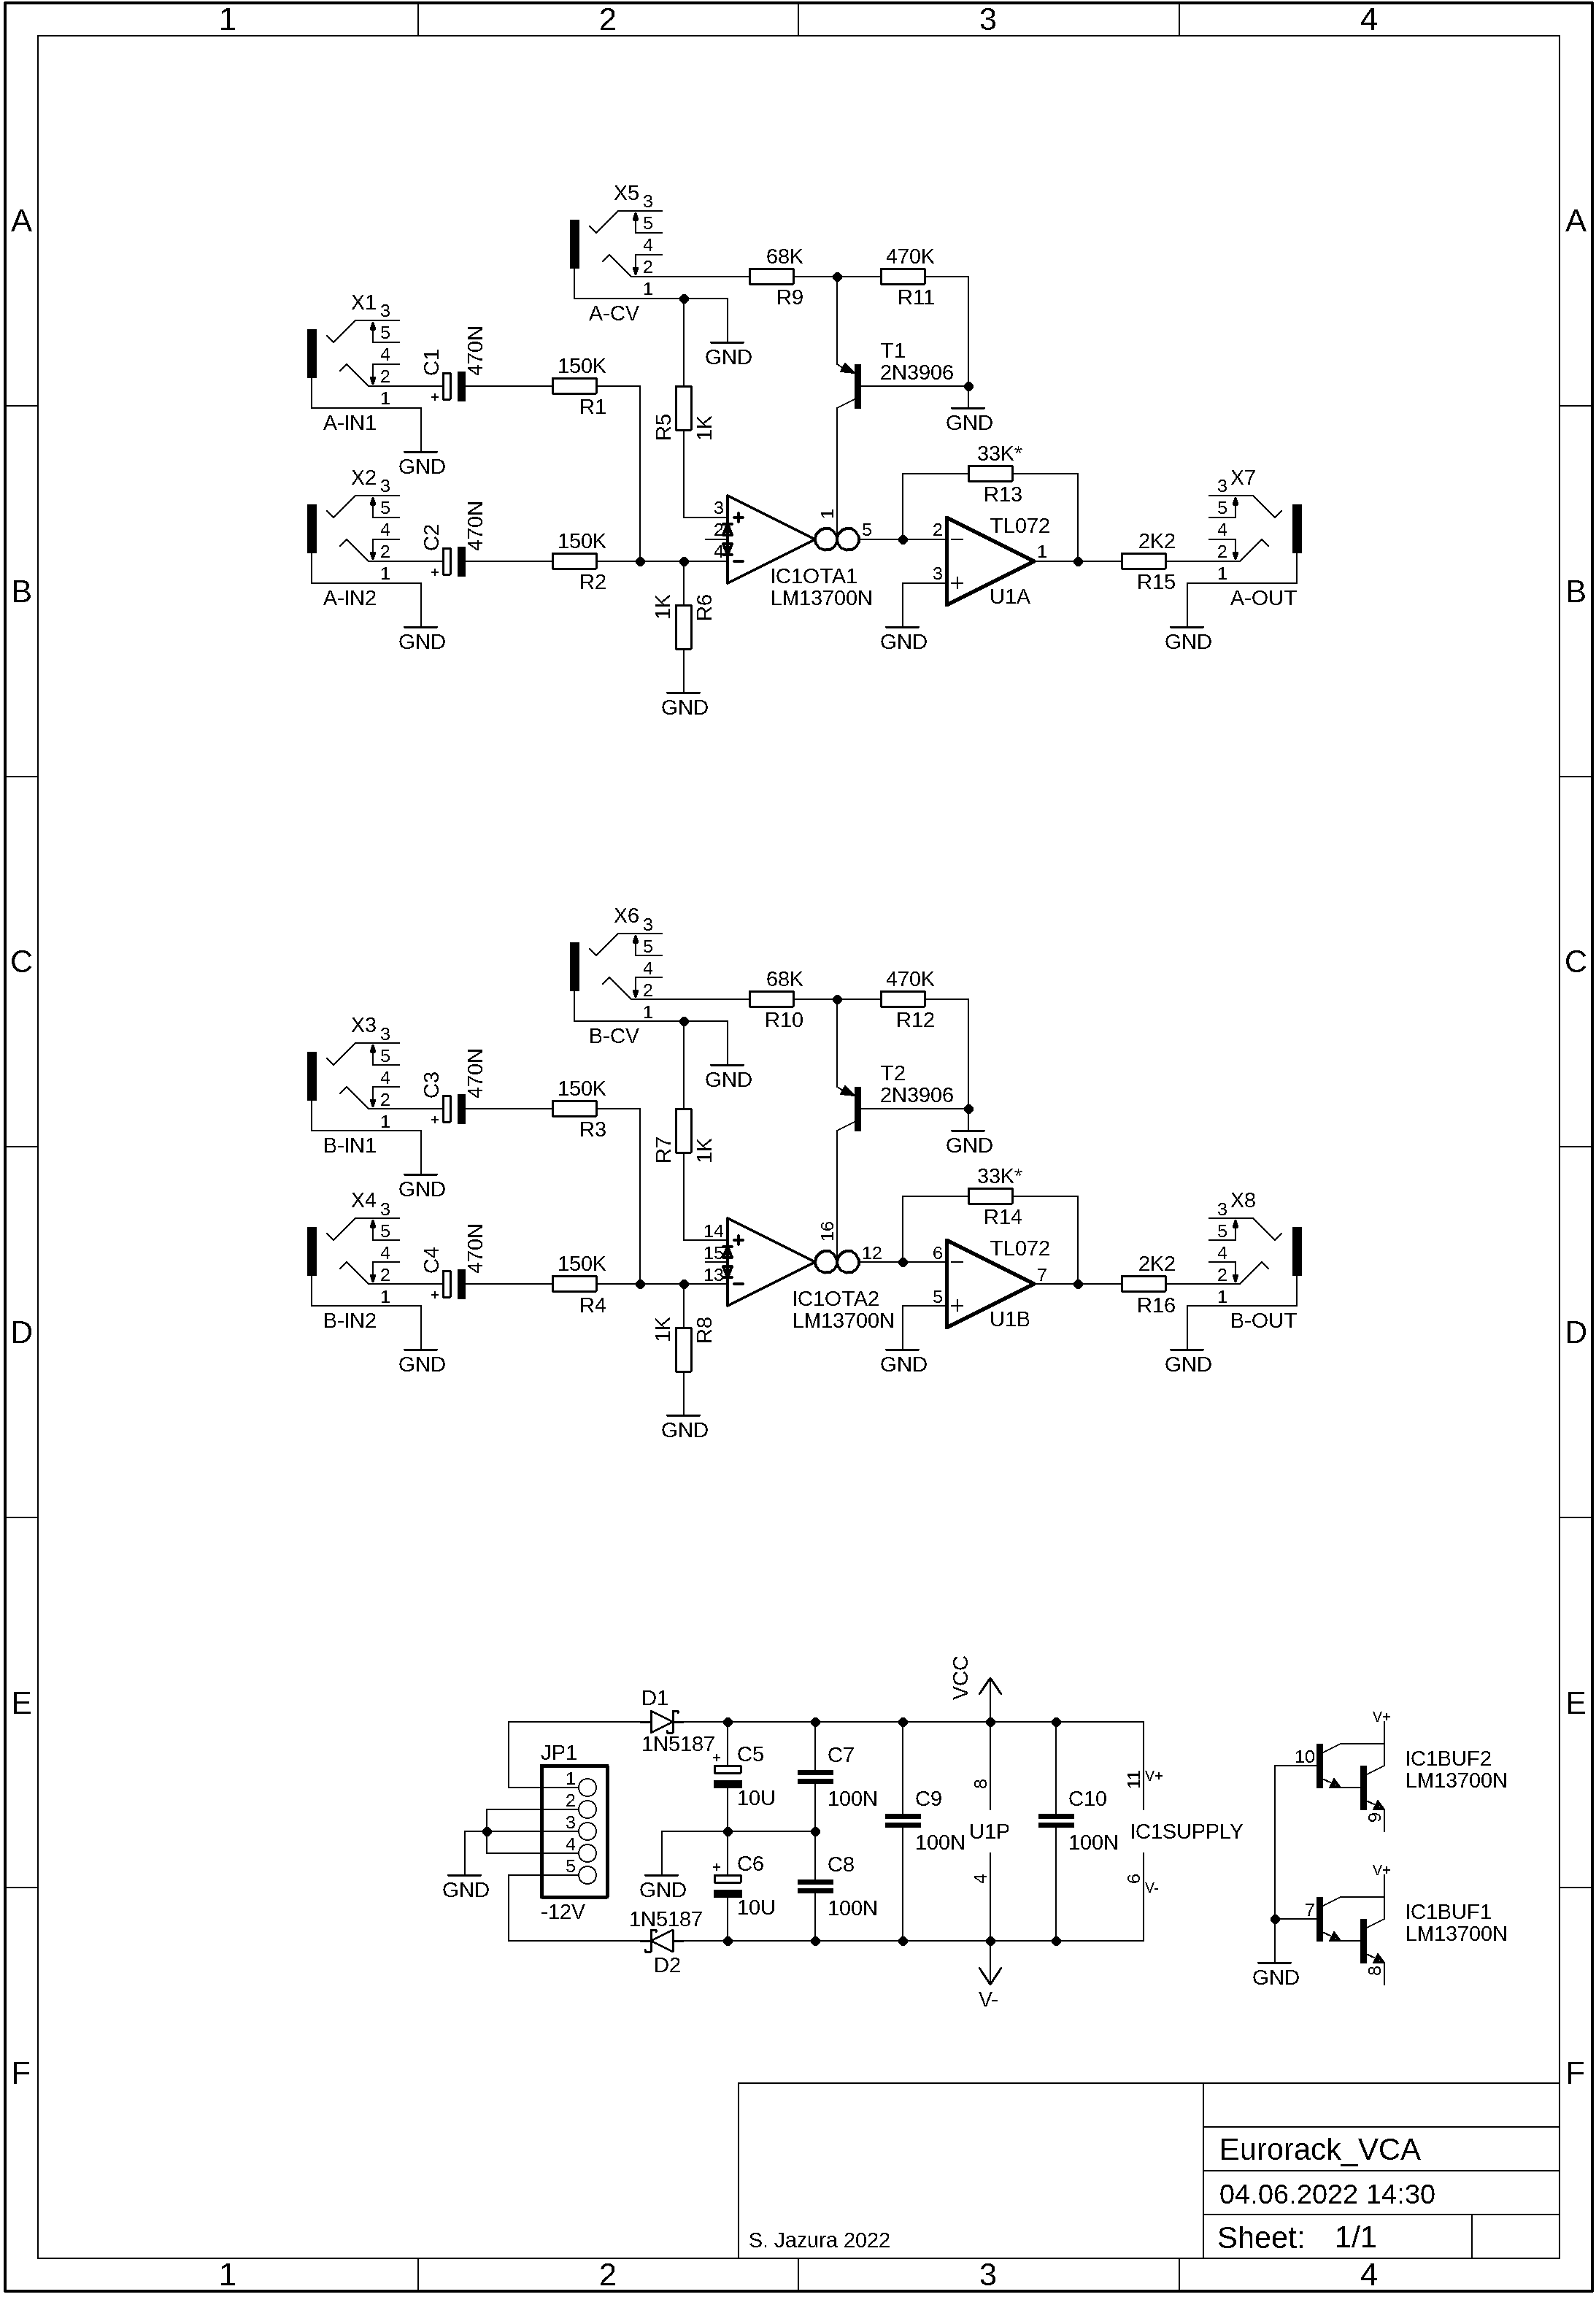 1 2 3 4
A A
X5 3
5
4
2
1
A-CV
68K
R9
470K
R11
GND
X1 3
5
4
2
1
A-IN1
GND
C1
+
470N
150K
R1
R5
1K
T1
2N3906
GND
X2 3
5
4
2
1
A-IN2
GND
C2
+
470N
150K
R2
1K
R6
GND
3
2
4
+
−
1
5
IC1OTA1
LM13700N
33K*
R13
2
3
−
+
TL072
1
U1A
GND
2K2
R15
3 X7
5
4
2
1
A-OUT
GND
B B
C C
X6 3
5
4
2
1
B-CV
68K
R10
470K
R12
GND
X3 3
5
4
2
1
B-IN1
GND
C3
+
470N
150K
R3
R7
1K
T2
2N3906
GND
X4 3
5
4
2
1
B-IN2
GND
C4
+
470N
150K
R4
1K
R8
GND
14
15
13
+
−
16
12
IC1OTA2
LM13700N
33K*
R14
6
5
−
+
TL072
7
U1B
GND
2K2
R16
3 X8
5
4
2
1
B-OUT
GND
D D
E E
JP1
1
2
3
4
5
-12V
GND
D1
1N5187
1N5187
D2
GND
+
C5
10U
+
C6
10U
C7
100N
C8
100N
C9
100N
VCC
8
U1P
4
V-
C10
100N
11 V+
IC1SUPPLY
6 V-
V+
10
9
IC1BUF2
LM13700N
V+
7
8
IC1BUF1
LM13700N
GND
F F
Eurorack_VCA
04.06.2022 14:30
S. Jazura 2022
Sheet: 1/1
1 2 3 4